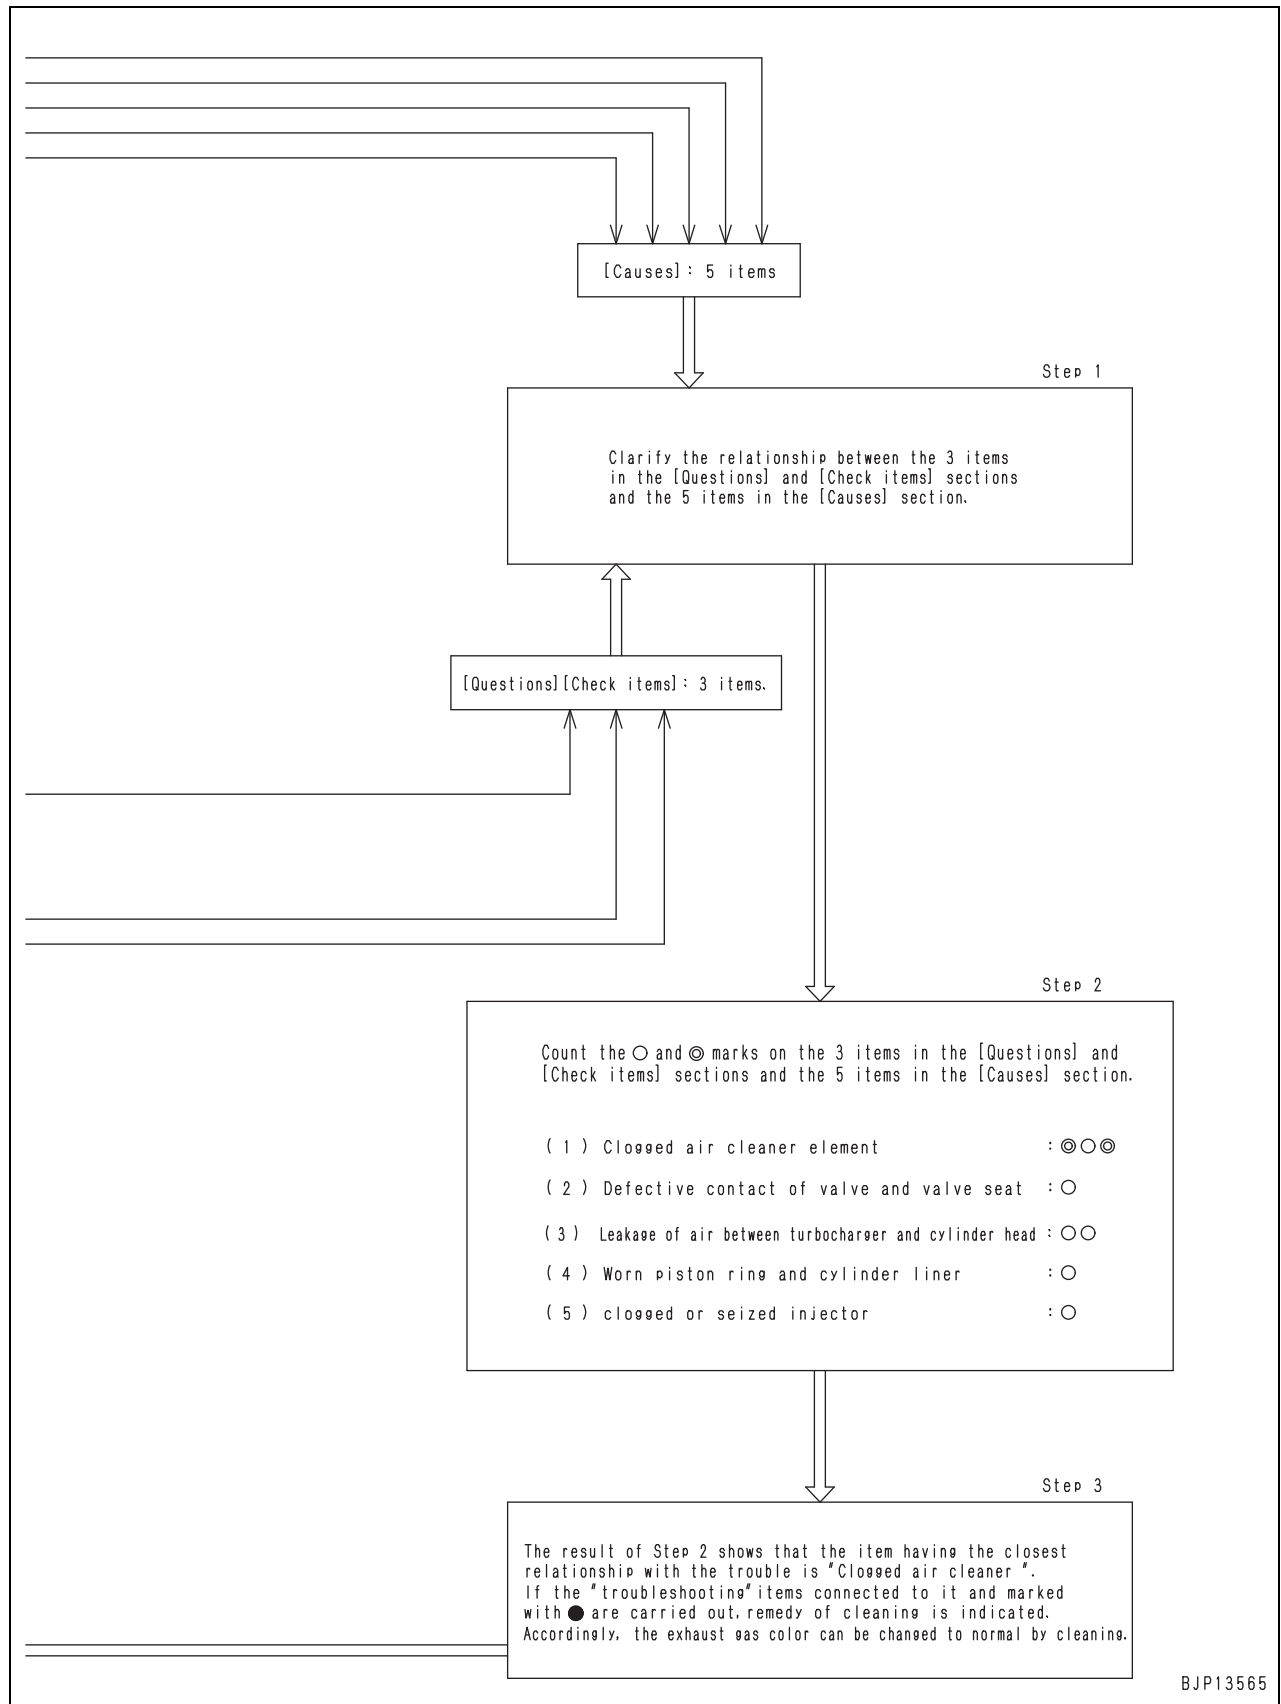 [Causes]: 5 items
Step 1
Clarify the relationship between the 3 items
in the [Questions] and [Check items] sections
and the 5 items in the [Causes] section.
[Questions][Check items]: 3 items.
Step 2
Count the ○ and ◎ marks on the 3 items in the [Questions] and
[Check items] sections and the 5 items in the [Causes] section.
(1) Clogged air cleaner element :◎○◎
(2) Defective contact of valve and valve seat :○
(3) Leakage of air between turbocharger and cylinder head :○○
(4) Worn piston ring and cylinder liner :○
(5) clogged or seized injector :○
Step 3
The result of Step 2 shows that the item having the closest
relationship with the trouble is "Clogged air cleaner ".
If the "troubleshooting" items connected to it and marked
with ● are carried out, remedy of cleaning is indicated.
Accordingly, the exhaust gas color can be changed to normal by cleaning.
BJP13565